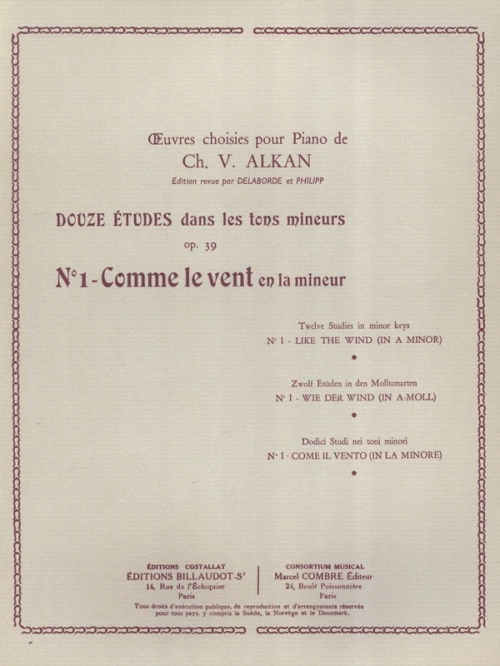 Œuvres choisies pour Piano de
Ch. V. ALKAN
Edition revue par DELABORDE et PHILIPP
DOUZE ÉTUDES dans les tons mineurs
op. 39
N° 1 - Comme le vent en la mineur
Twelve Studies in minor keys
N° 1 - LIKE THE WIND (IN A MINOR)
Zwolf Etüden in den Molltonarten
N° 1 - WIE DER WIND (IN A-MOLL)
Dodici Studi nei toni minori
N° 1 - COME IL VENTO (IN LA MINORE)
ÉDITIONS COSTALLAT
ÉDITIONS BILLAUDOT-Sr
14, Rue de l'Échiquier
Paris
CONSORTIUM MUSICAL
Marcel COMBRE Éditeur
24, Bould Poissonnière
Paris
Tous droits d'exécution publique, de reproduction et d'arrangements réservés
pour tous pays, y compris la Suède, la Norvège et le Danemark.